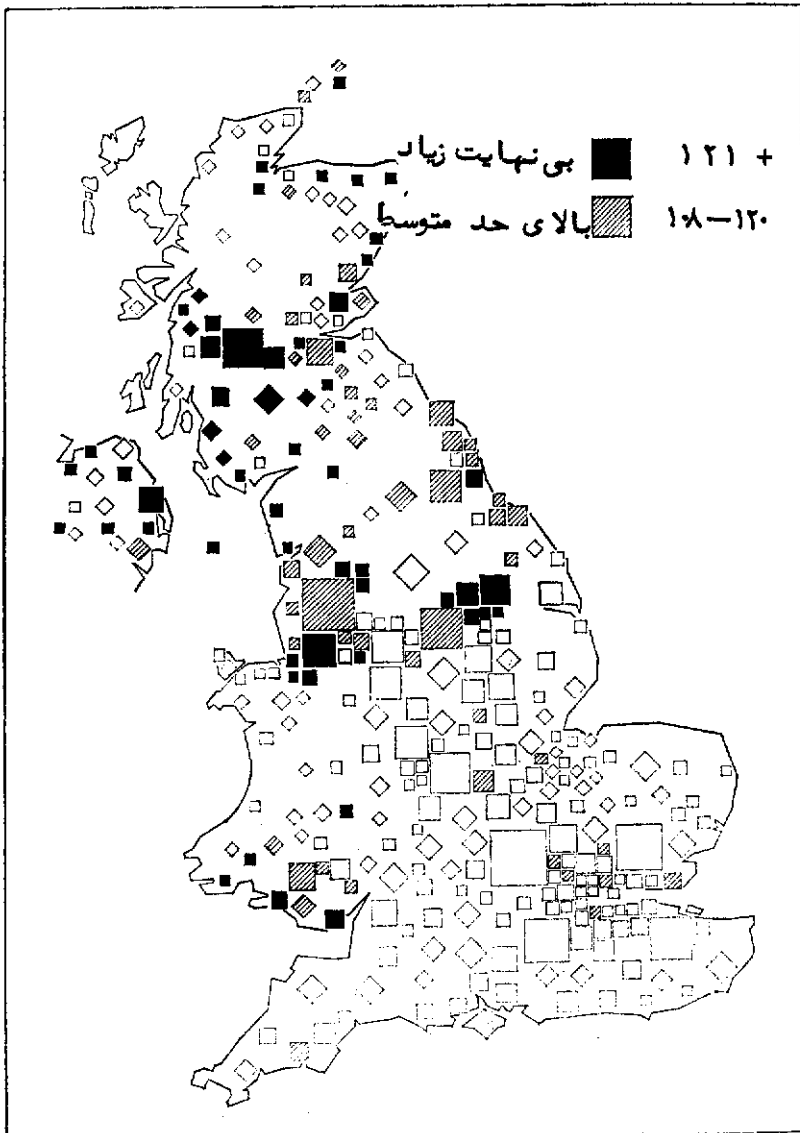 بی‌نهایت زیاد ۱۲۱ +
بالای حد متوسط ۱۰۸—۱۲۰